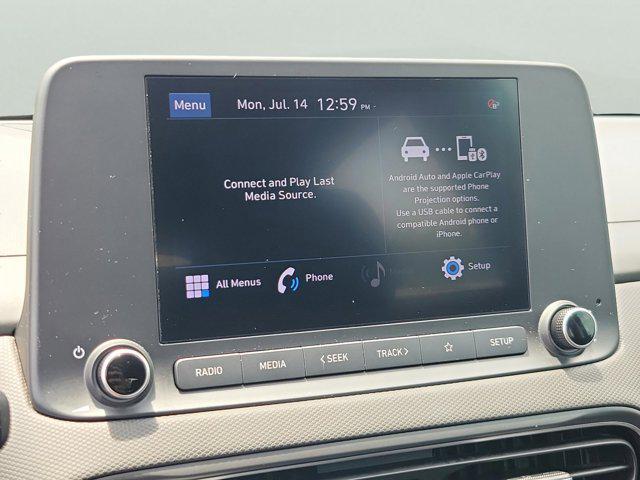 Menu
Mon, Jul. 14 12:59 PM
Connect and Play Last
Media Source.
Android Auto and Apple CarPlay
are the supported Phone
Projection options.
Use a USB cable to connect a
compatible Android phone or
iPhone.
All Menus
Phone
Setup
RADIO
MEDIA
< SEEK
TRACK >
SETUP